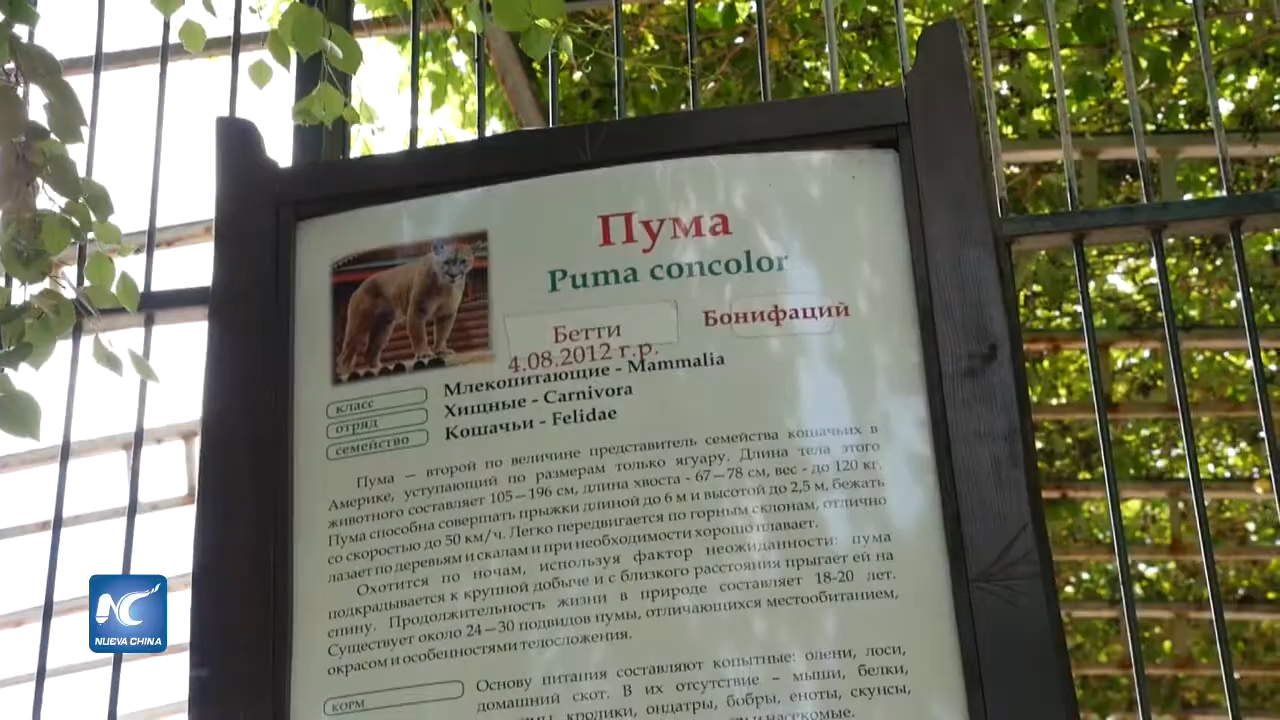 Пума
Puma concolor
Бетти
Бонифаций
4.08.2012 г.р.
класс
Млекопитающие - Mammalia
отряд
Хищные - Carnivora
семейство
Кошачьи - Felidae
Пума — второй по величине представитель семейства кошачьих в
Америке, уступающий по размерам только ягуару. Длина тела этого
животного составляет 105—196 см, длина хвоста - 67—78 см, вес - до 120 кг.
Пума способна совершать прыжки длиной до 6 м и высотой до 2,5 м, бежать
со скоростью до 50 км/ч. Легко передвигается по горным склонам, отлично
лазает по деревьям и скалам и при необходимости хорошо плавает.
Охотится по ночам, используя фактор неожиданности: пума
подкрадывается к крупной добыче и с близкого расстояния прыгает ей на
спину. Продолжительность жизни в природе составляет 18-20 лет.
Существует около 24—30 подвидов пумы, отличающихся местообитанием,
окрасом и особенностями телосложения.
корм
Основу питания составляют копытные: олени, лоси,
домашний скот. В их отсутствие – мыши, белки,
кролики, ондатры, бобры, еноты, скунсы,
и насекомые.
NC
NUEVA CHINA